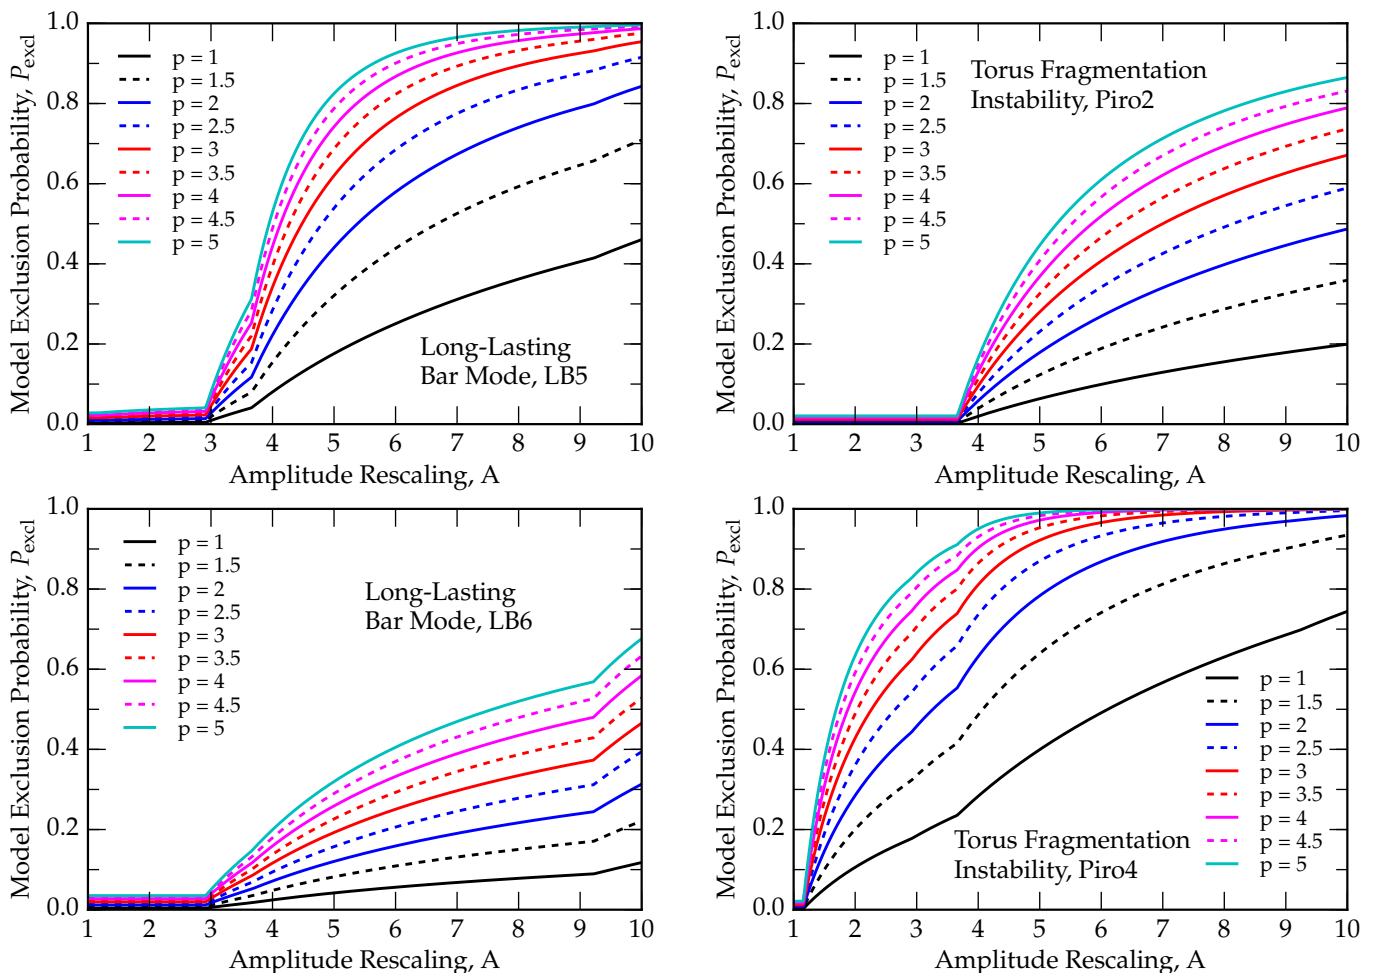 Model Exclusion Probability, P_excl
1.0
0.8
0.6
0.4
0.2
0.0
p = 1
p = 1.5
p = 2
p = 2.5
p = 3
p = 3.5
p = 4
p = 4.5
p = 5
Long-Lasting
Bar Mode, LB5
1 2 3 4 5 6 7 8 9 10
Amplitude Rescaling, A
Model Exclusion Probability, P_excl
1.0
0.8
0.6
0.4
0.2
0.0
p = 1
p = 1.5
p = 2
p = 2.5
p = 3
p = 3.5
p = 4
p = 4.5
p = 5
Torus Fragmentation
Instability, Piro2
1 2 3 4 5 6 7 8 9 10
Amplitude Rescaling, A
Model Exclusion Probability, P_excl
1.0
0.8
0.6
0.4
0.2
0.0
p = 1
p = 1.5
p = 2
p = 2.5
p = 3
p = 3.5
p = 4
p = 4.5
p = 5
Long-Lasting
Bar Mode, LB6
1 2 3 4 5 6 7 8 9 10
Amplitude Rescaling, A
Model Exclusion Probability, P_excl
1.0
0.8
0.6
0.4
0.2
0.0
p = 1
p = 1.5
p = 2
p = 2.5
p = 3
p = 3.5
p = 4
p = 4.5
p = 5
Torus Fragmentation
Instability, Piro4
1 2 3 4 5 6 7 8 9 10
Amplitude Rescaling, A